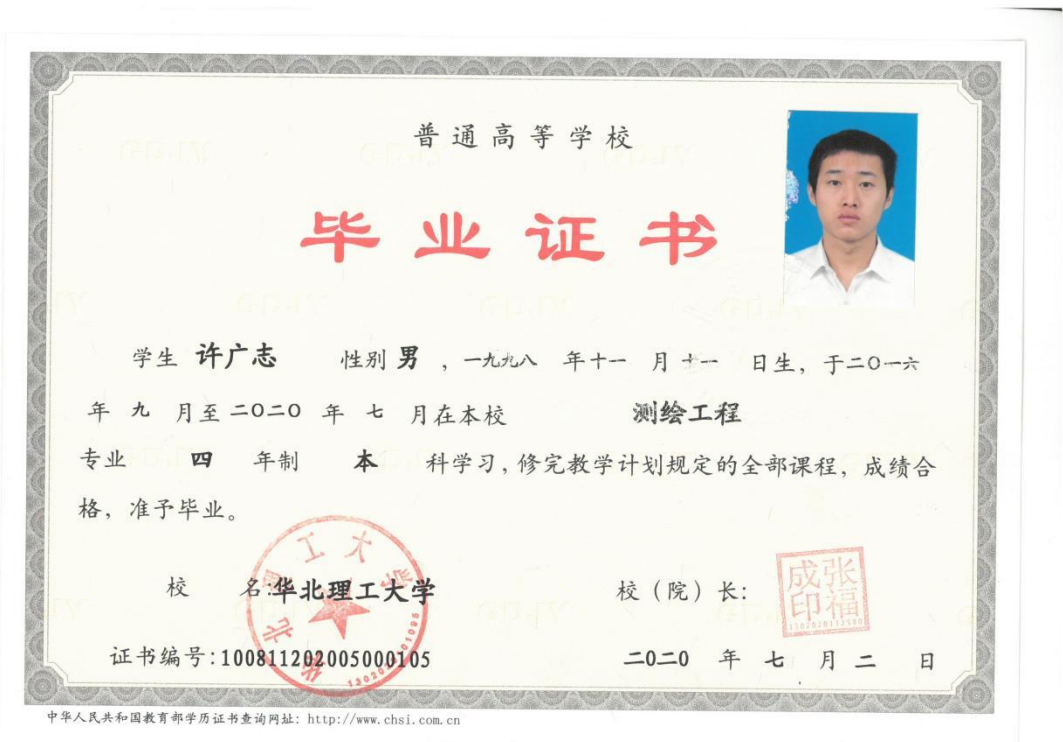 普通高等学校
毕业证书
学生 许广志 性别 男 ，一九九八 年十一 月 十一 日生，于二〇一六
年 九 月至 二〇二〇 年 七 月在本校 测绘工程
专业 四 年制 本 科学习，修完教学计划规定的全部课程，成绩合
格，准予毕业。
华北理工大学
校 名:华北理工大学 校（院）长:
张福成印
证书编号:100811202005000105 二〇二〇 年 七 月 二 日
中华人民共和国教育部学历证书查询网址: http://www.chsi.com.cn